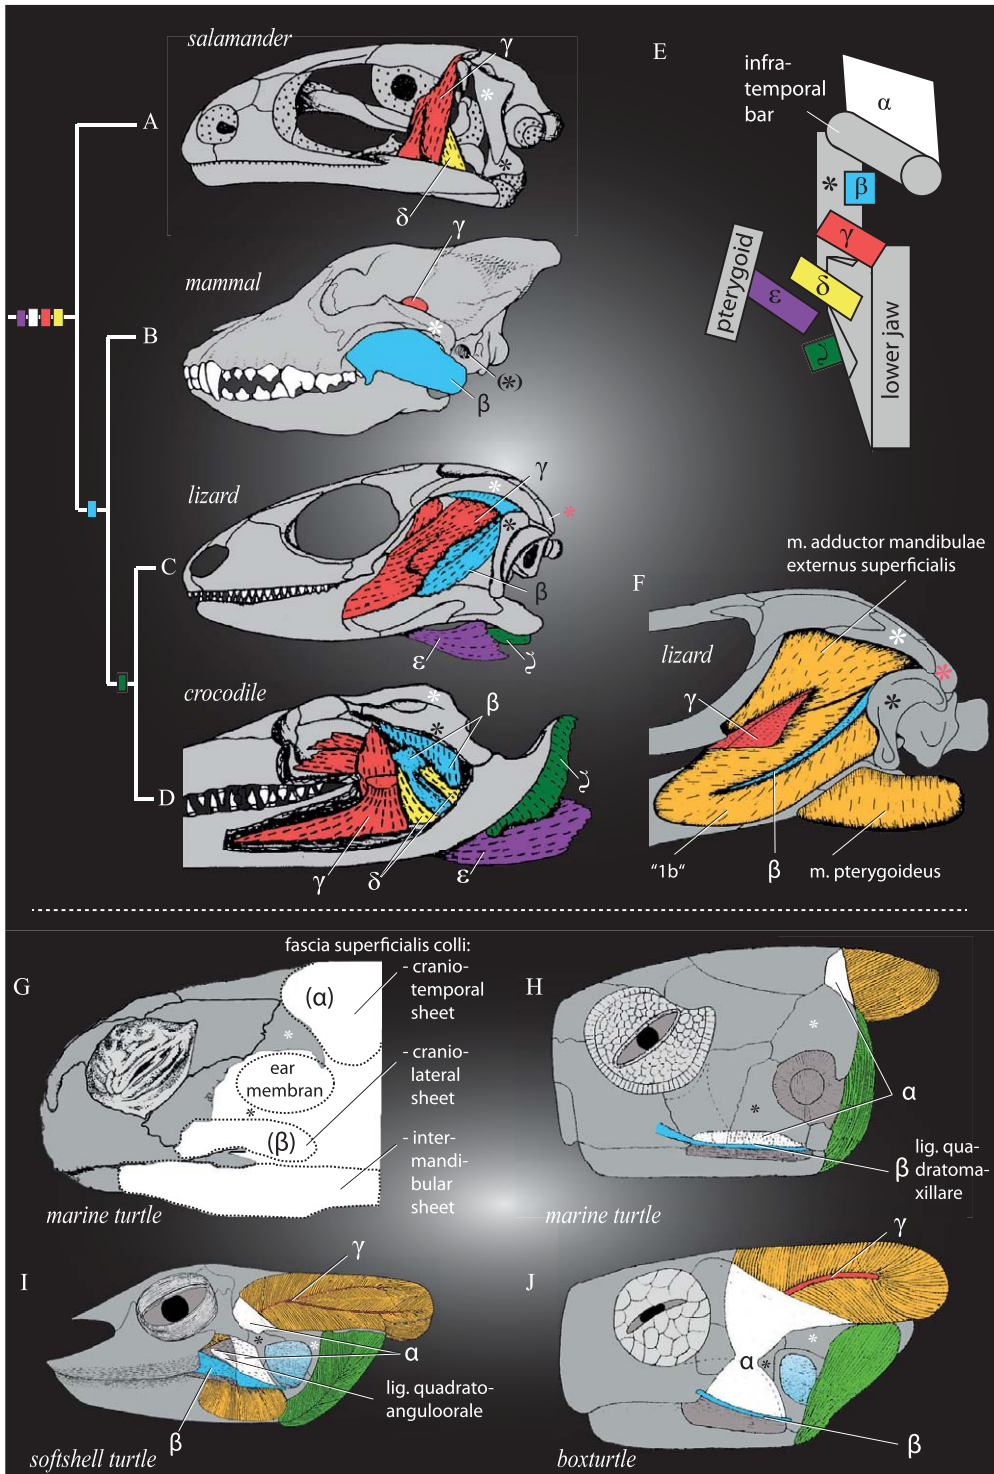 salamander
γ
*
*
A
δ
E
infra-
temporal
bar
α
*
β
γ
δ
ε
ζ
pterygoid
lower jaw
mammal
γ
*
(*)
β
B
lizard
γ
*
*
*
β
C
ε
ζ
crocodile
*
β
*
ζ
D
γ
δ
ε
F
m. adductor mandibulae
externus superficialis
lizard
*
*
*
γ
"1b"
β
m. pterygoideus
G
fascia superficialis colli:
- cranio-
temporal
sheet
(α)
*
ear
membran
- cranio-
lateral
sheet
*
(β)
- inter-
mandi-
bular
sheet
marine turtle
H
*
*
α
β
lig. qua-
dratoma-
xillare
marine turtle
I
γ
*
*
α
lig. quadrato-
anguloorale
β
softshell turtle
J
γ
*
α
*
β
boxturtle